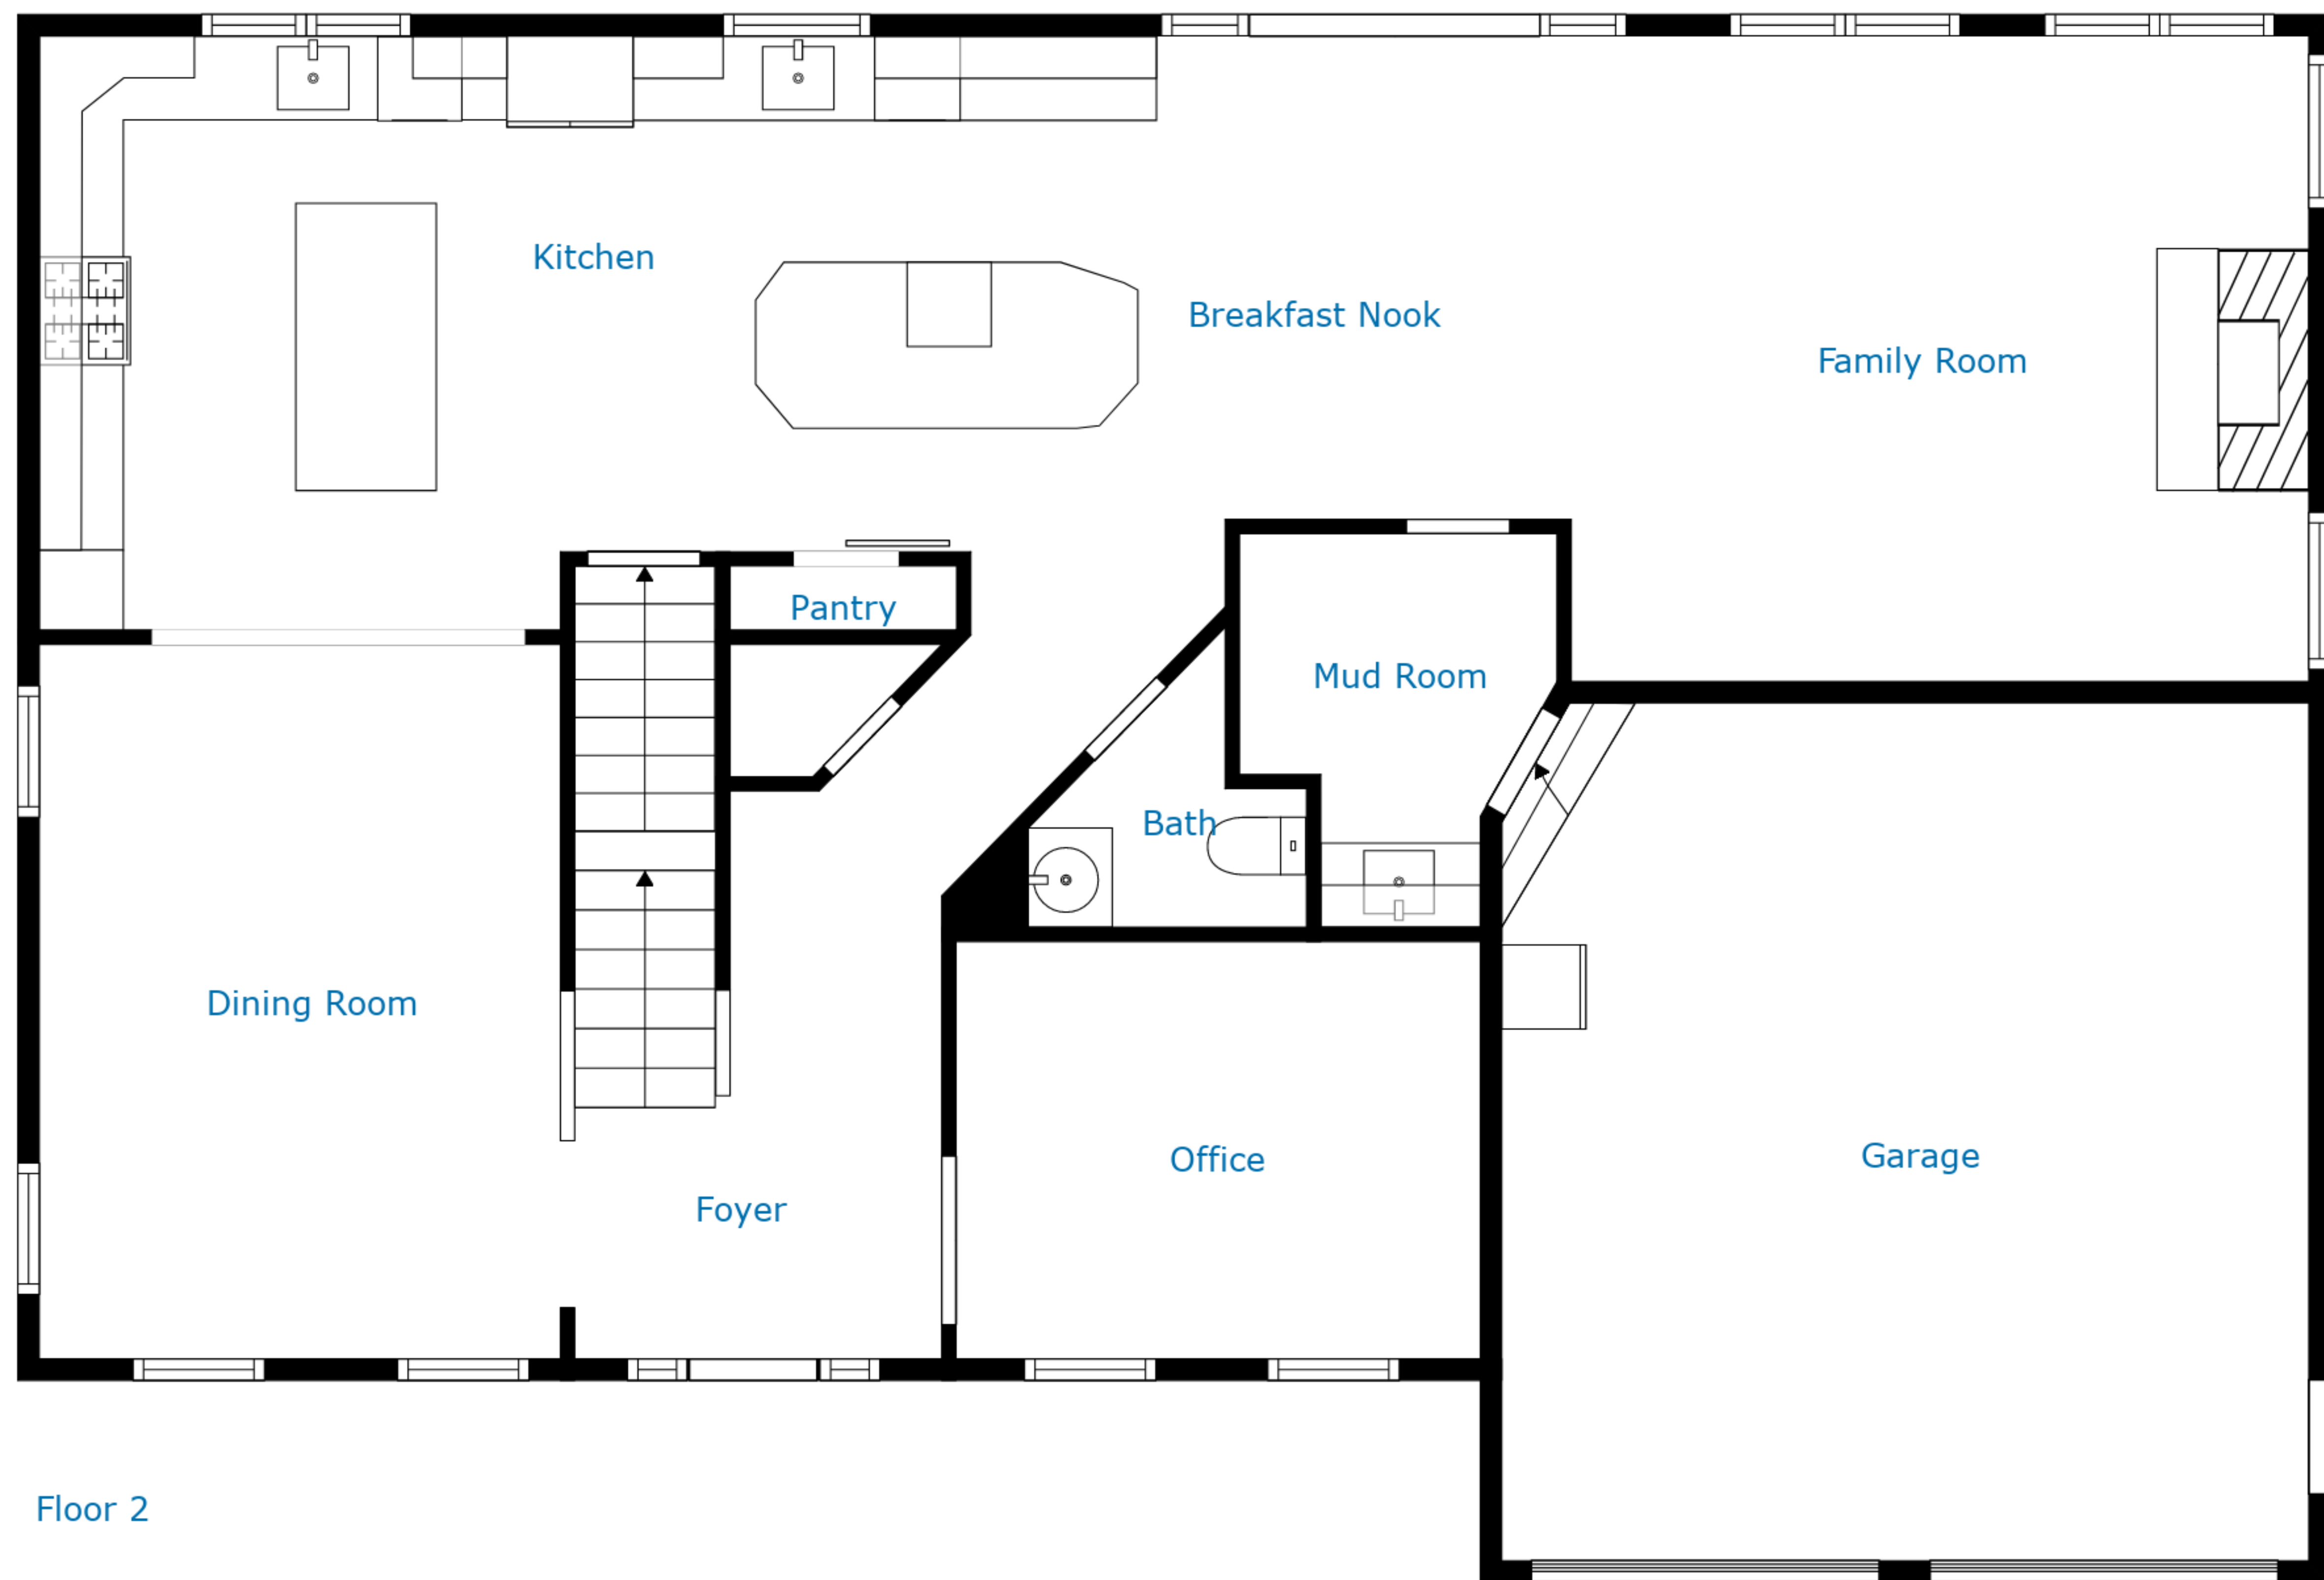 Kitchen
Breakfast Nook
Family Room
Pantry
Mud Room
Bath
Dining Room
Office
Garage
Foyer
Floor 2